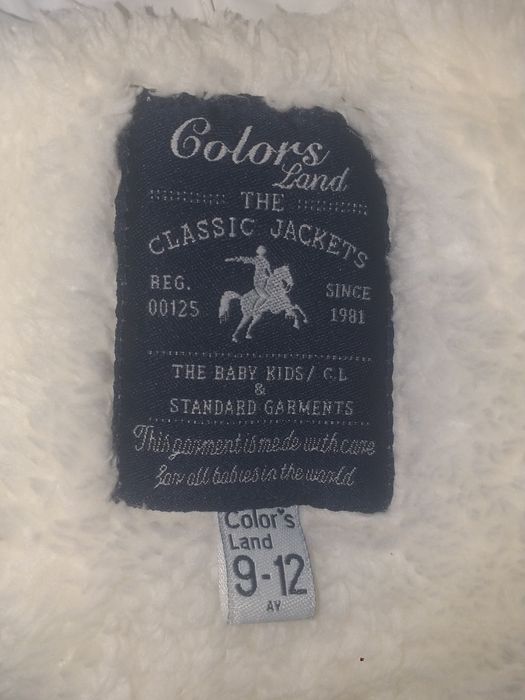 Colors
Land
THE
CLASSIC JACKETS
REG.
00125
SINCE
1981
THE BABY KIDS/ C.L
&
STANDARD GARMENTS
This garment is made with care
For all babies in the world
Color's
Land
9-12
AY